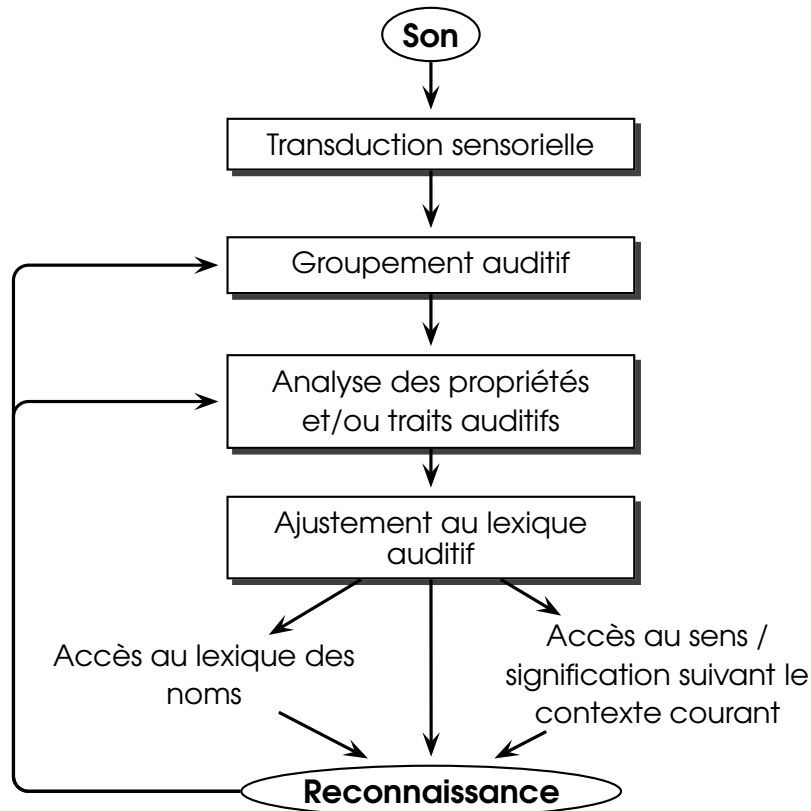 Son
Transduction sensorielle
Groupement auditif
Analyse des propriétés
et/ou traits auditifs
Ajustement au lexique
auditif
Accès au lexique des
noms
Accès au sens /
signification suivant le
contexte courant
Reconnaissance